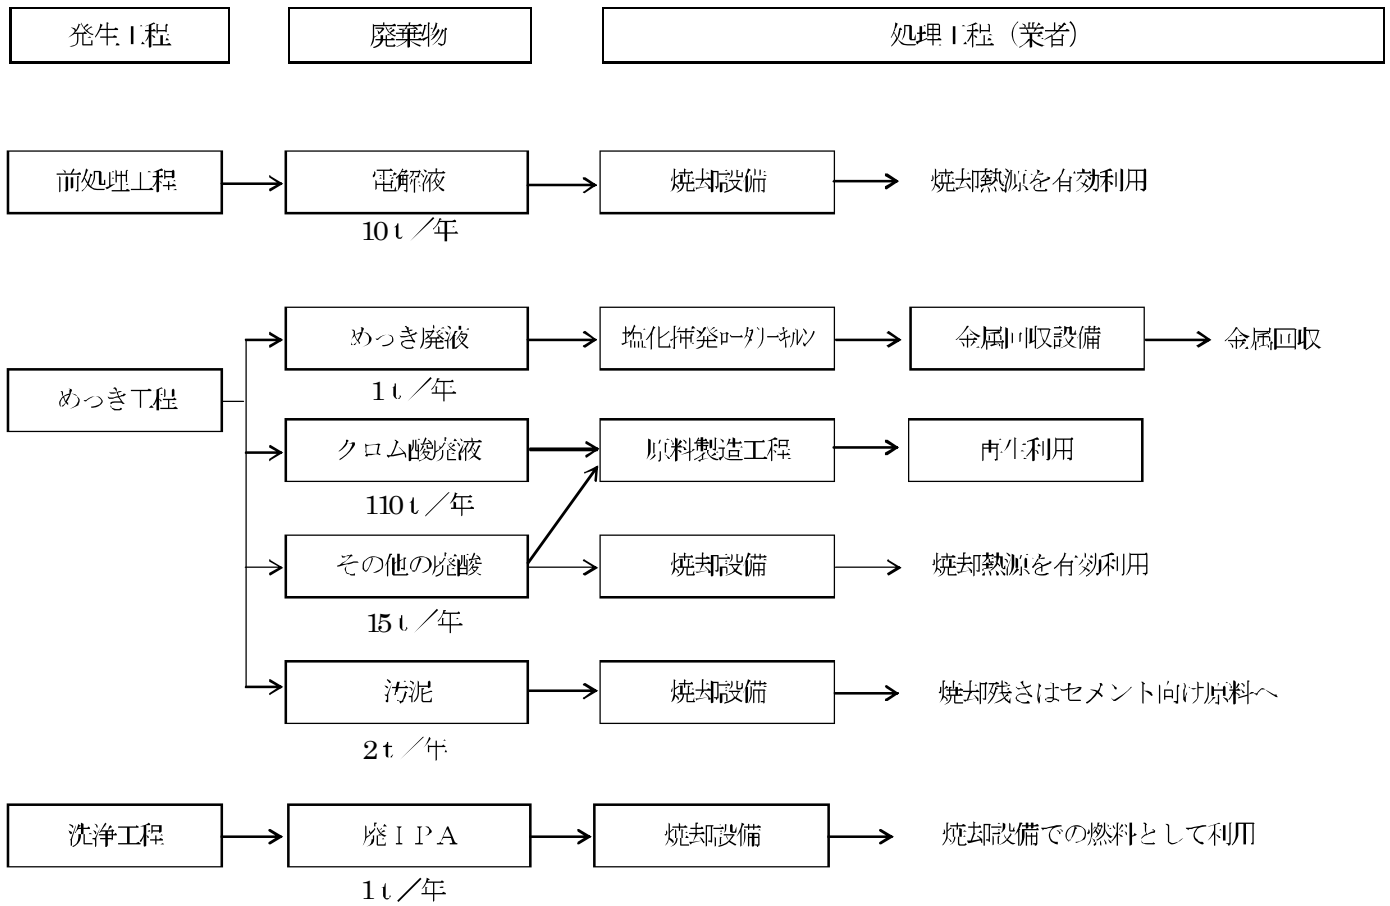 発生工程
廃棄物
処理工程（業者）
前処理工程
電解液
焼却設備
焼却熱源を有効利用
10ｔ／年
めっき工程
めっき廃液
塩化揮発ﾛｰﾀﾘｰｷﾙﾝ
金属回収設備
金属回収
1ｔ／年
クロム酸廃液
原料製造工程
再生利用
110ｔ／年
その他の廃酸
焼却設備
焼却熱源を有効利用
15ｔ／年
汚泥
焼却設備
焼却残さはセメント向け原料へ
2ｔ／年
洗浄工程
廃ＩＰＡ
焼却設備
焼却設備での燃料として利用
1ｔ／年